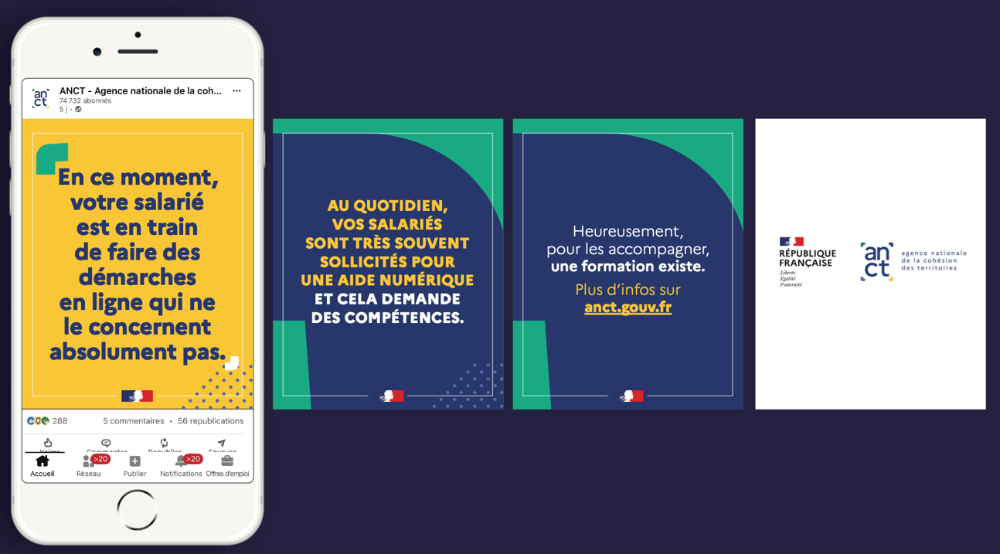 an
ct
ANCT - Agence nationale de la coh...
74 732 abonnés
5 j •
En ce moment,
votre salarié
est en train
de faire des
démarches
en ligne qui ne
le concernent
absolument pas.
288
5 commentaires • 56 republications
J'aime
Commenter
Republier
Envoyer
>20
>20
Accueil
Réseau
Publier
Notifications
Offres d'emploi
AU QUOTIDIEN,
VOS SALARIÉS
SONT TRÈS SOUVENT
SOLLICITÉS POUR
UNE AIDE NUMÉRIQUE
ET CELA DEMANDE
DES COMPÉTENCES.
Heureusement,
pour les accompagner,
une formation existe.
Plus d'infos sur
anct.gouv.fr
RÉPUBLIQUE
FRANÇAISE
Liberté
Égalité
Fraternité
an
ct
agence nationale
de la cohésion
des territoires